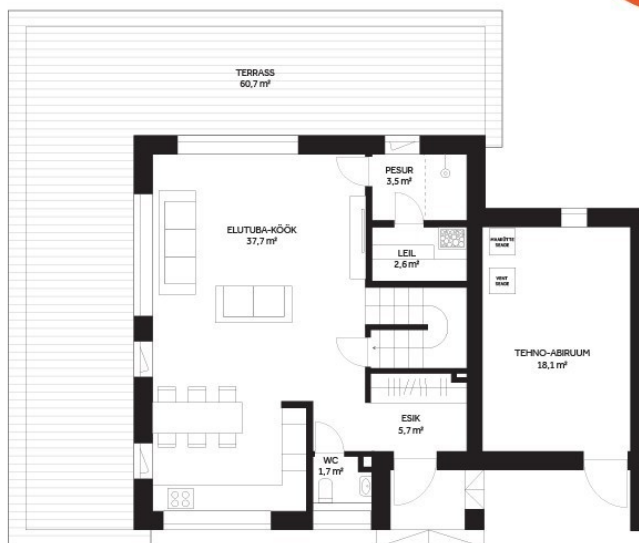 TERRASS
60,7 m²
PESUR
3,5 m²
ELUTUBA-KÖÖK
37,7 m²
LEIL
2,6 m²
MAAKÜTTE
SEADE
VENT
SEADE
TEHNO-ABIRUUM
18,1 m²
ESIK
5,7 m²
WC
1,7 m²